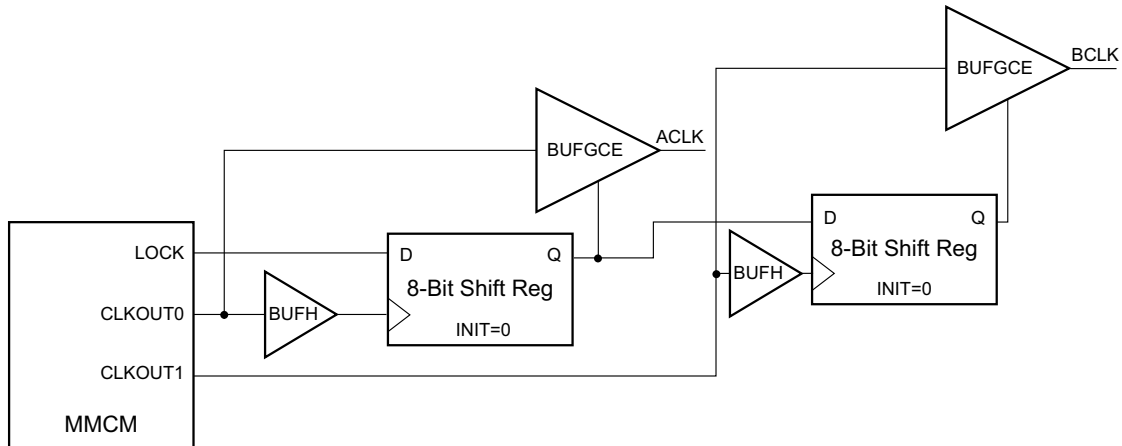 BCLK
BUFGCE
ACLK
BUFGCE
D Q
8-Bit Shift Reg
INIT=0
BUFH
LOCK
D Q
8-Bit Shift Reg
INIT=0
BUFH
CLKOUT0
CLKOUT1
MMCM